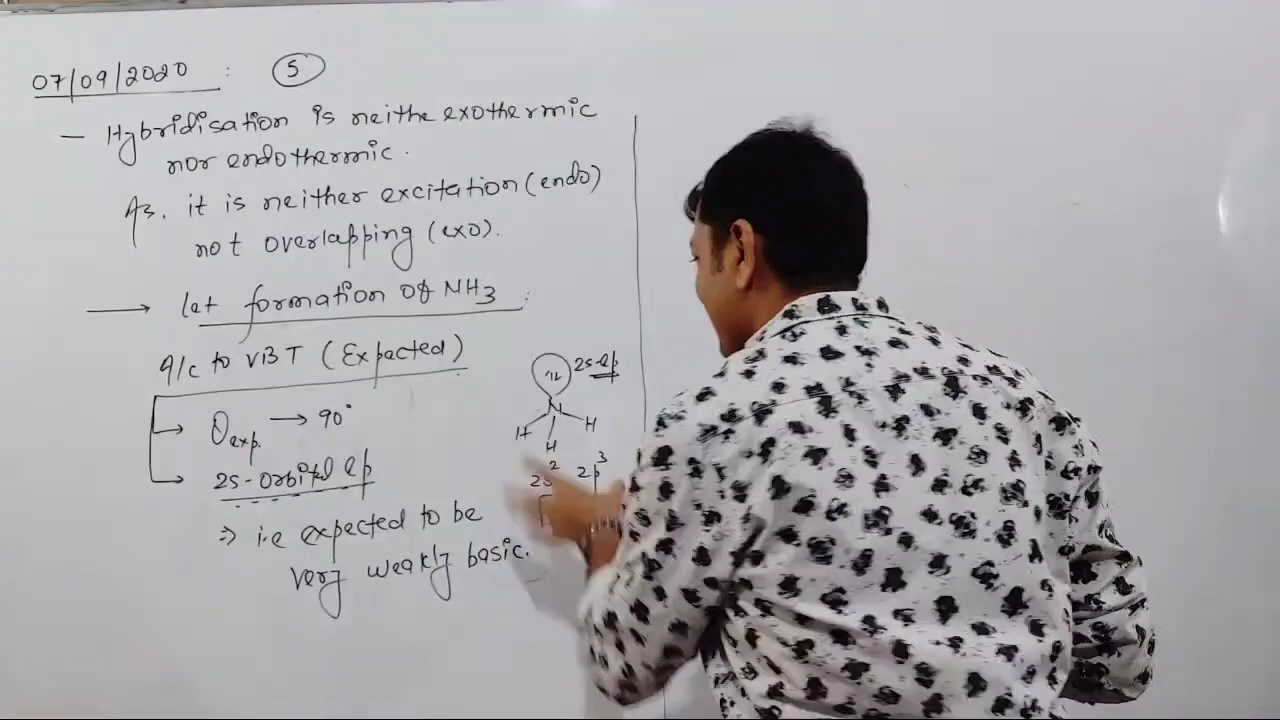 07/09/2020 : 5
— Hybridisation is neithe exothermic
nor endothermic.
As. it is neither excitation (endo)
not overlapping (exo).
→ let formation of NH3 :
A/c to VBT (Expected)
θexp. → 90°
2s-orbital lp
⇒ i.e expected to be
very weakly basic.
2s-lp
N
H H
H
2s2 2p3